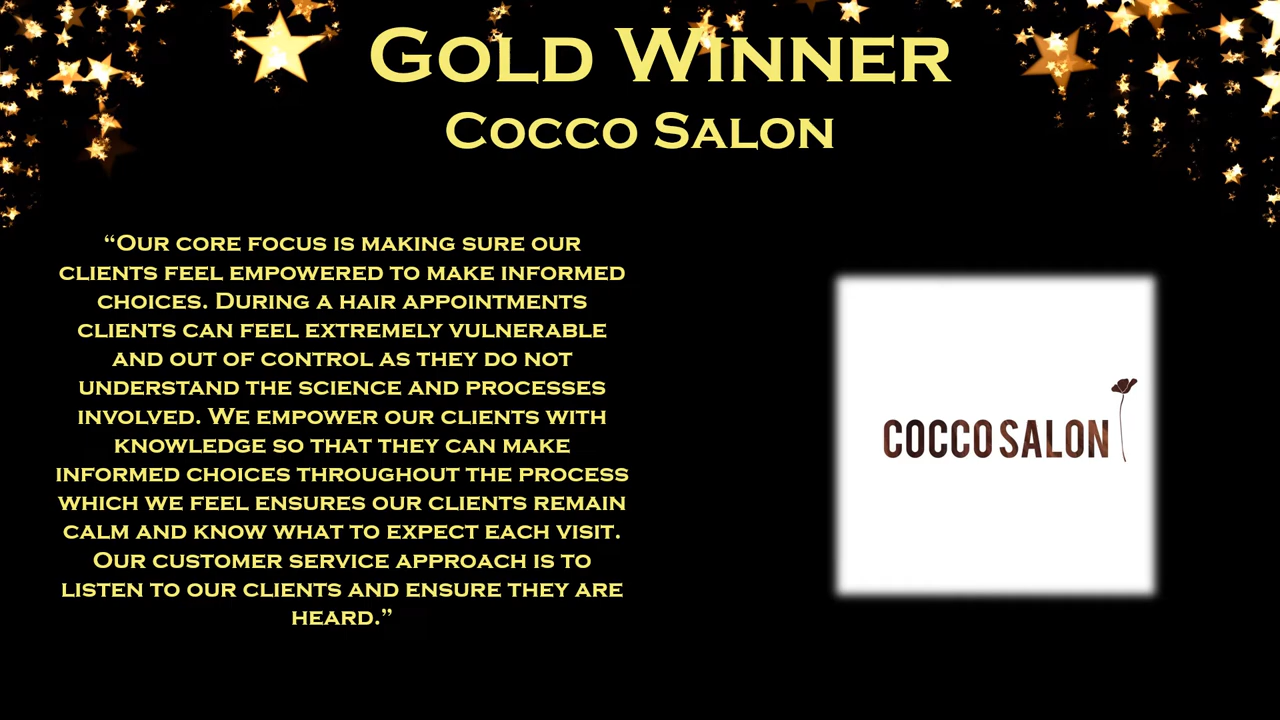 Gold Winner
Cocco Salon
“Our core focus is making sure our
clients feel empowered to make informed
choices. During a hair appointments
clients can feel extremely vulnerable
and out of control as they do not
understand the science and processes
involved. We empower our clients with
knowledge so that they can make
informed choices throughout the process
which we feel ensures our clients remain
calm and know what to expect each visit.
Our customer service approach is to
listen to our clients and ensure they are
heard.”
COCCO SALON